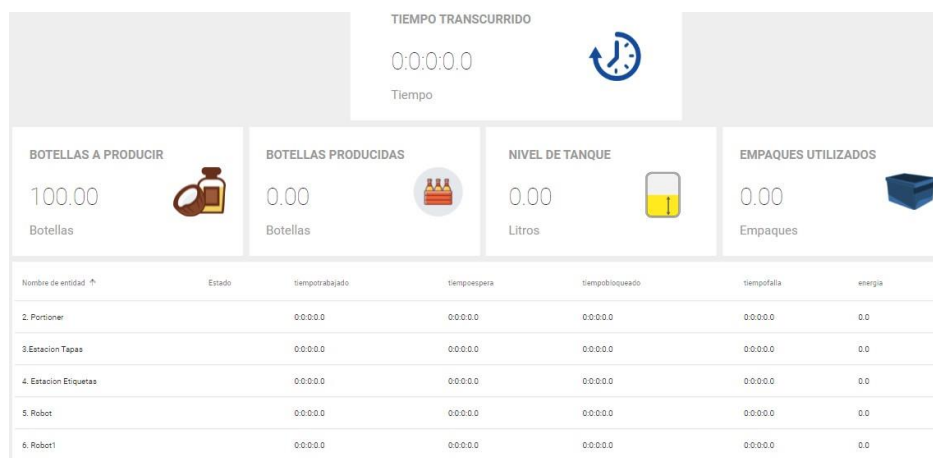 TIEMPO TRANSCURRIDO
0:0:0:0.0
Tiempo
BOTELLAS A PRODUCIR
100.00
Botellas
BOTELLAS PRODUCIDAS
0.00
Botellas
NIVEL DE TANQUE
0.00
Litros
EMPAQUES UTILIZADOS
0.00
Empaques
Nombre de entidad ↑ Estado tiempotrabajado tiempoespera tiempobloqueado tiempofalla energia
2. Portioner 0:0:0:0.0 0:0:0:0.0 0:0:0:0.0 0:0:0:0.0 0.0
3.Estacion Tapas 0:0:0:0.0 0:0:0:0.0 0:0:0:0.0 0:0:0:0.0 0.0
4. Estacion Etiquetas 0:0:0:0.0 0:0:0:0.0 0:0:0:0.0 0:0:0:0.0 0.0
5. Robot 0:0:0:0.0 0:0:0:0.0 0:0:0:0.0 0:0:0:0.0 0.0
6. Robot1 0:0:0:0.0 0:0:0:0.0 0:0:0:0.0 0:0:0:0.0 0.0